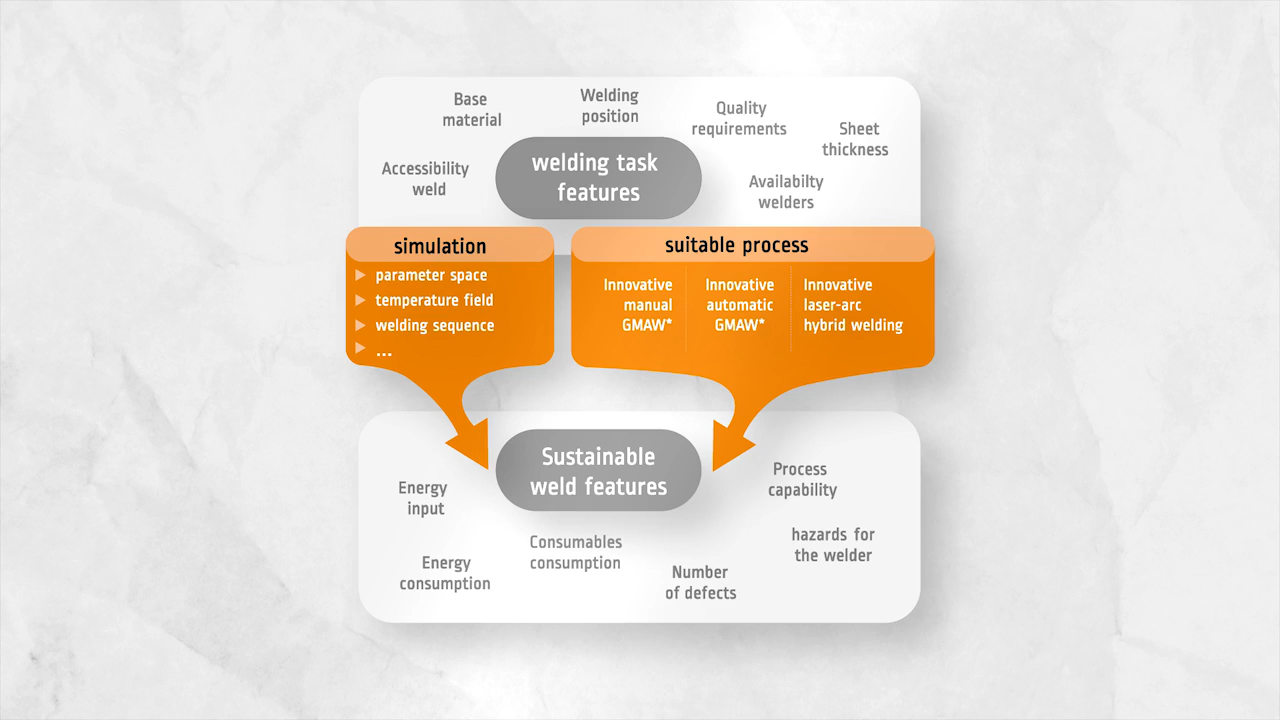 Base
material
Welding
position
Quality
requirements
Sheet
thickness
Accessibility
weld
welding task
features
Availabilty
welders
simulation
parameter space
temperature field
welding sequence
...
suitable process
Innovative
manual
GMAW*
Innovative
automatic
GMAW*
Innovative
laser-arc
hybrid welding
Sustainable
weld features
Energy
input
Process
capability
Energy
consumption
Consumables
consumption
Number
of defects
hazards for
the welder